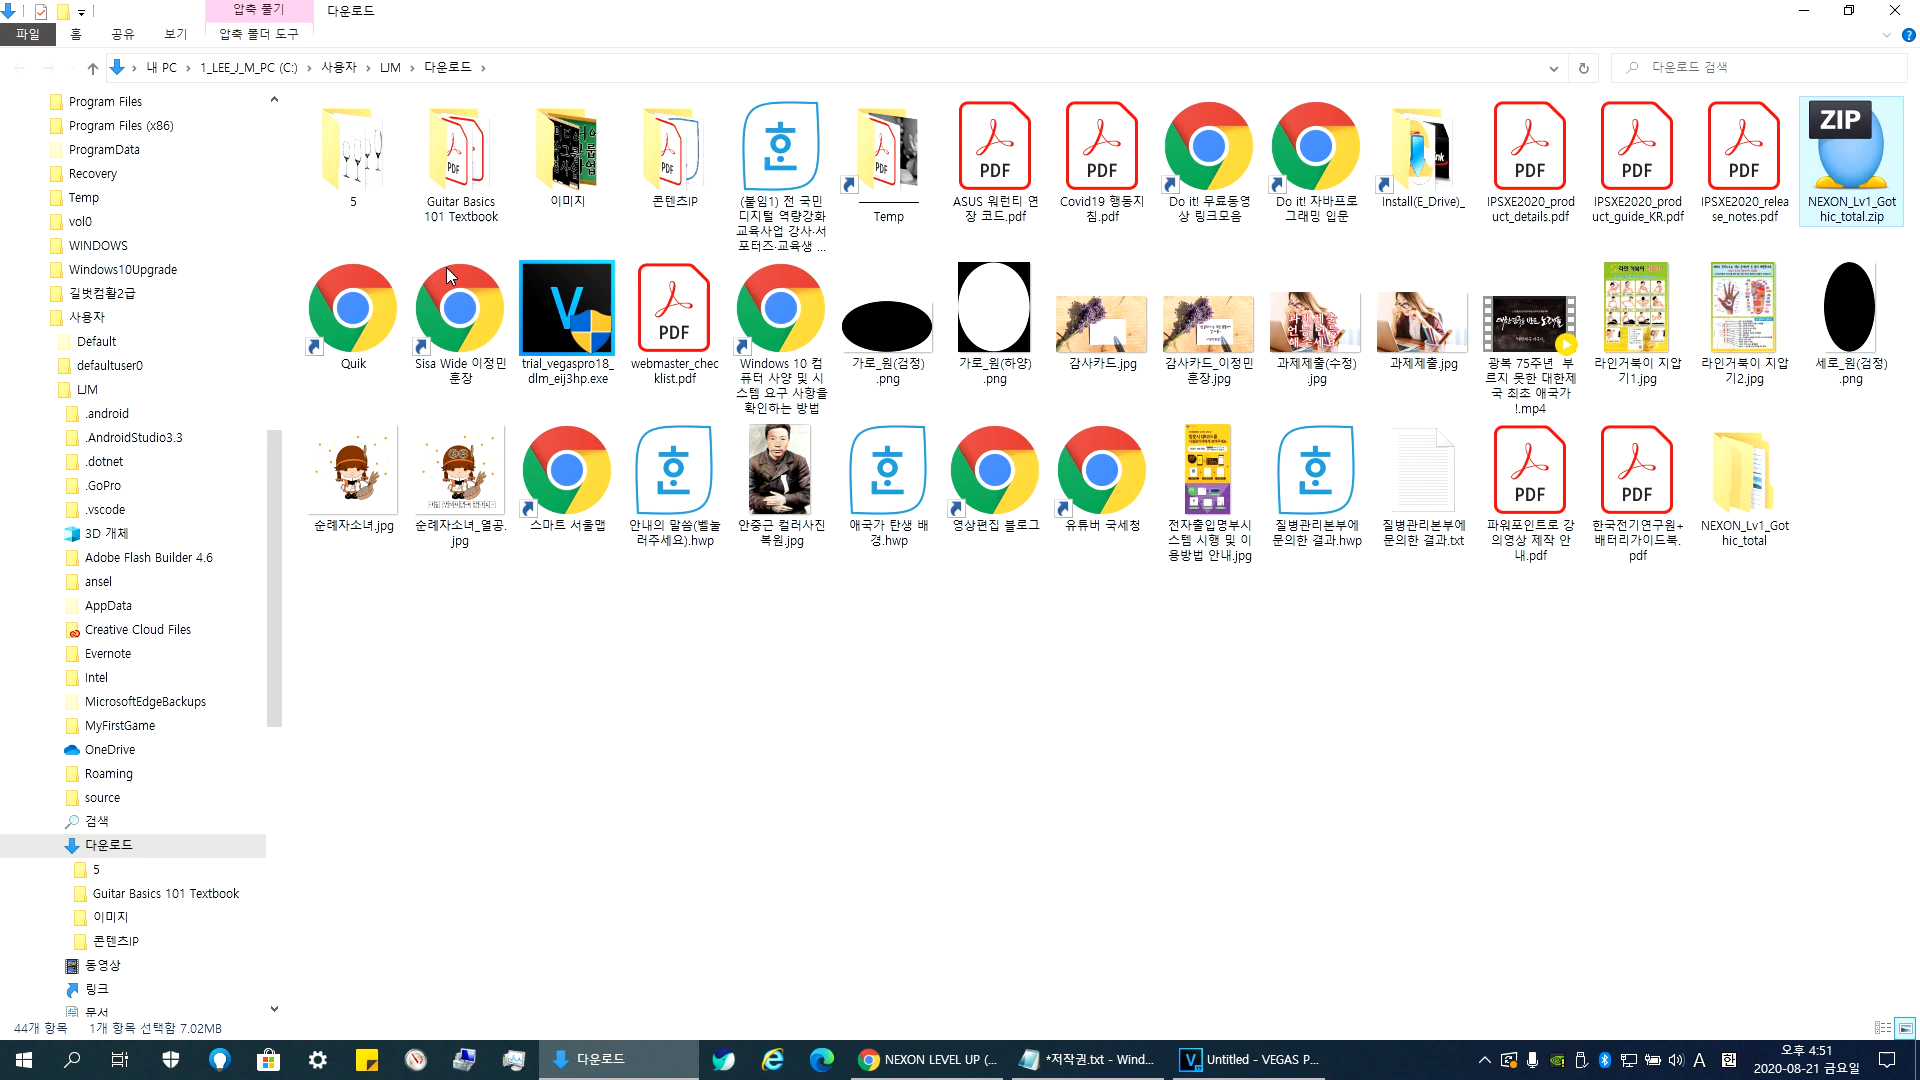 압축 풀기
다운로드
파일
홈
공유
보기
압축 폴더 도구
내 PC
1_LEE_J_M_PC (C:)
사용자
LJM
다운로드
다운로드 검색
Program Files
Program Files (x86)
ProgramData
Recovery
Temp
vol0
WINDOWS
Windows10Upgrade
길벗컴활2급
사용자
Default
defaultuser0
LJM
.android
.AndroidStudio3.3
.dotnet
.GoPro
.vscode
3D 개체
Adobe Flash Builder 4.6
ansel
AppData
Creative Cloud Files
Evernote
Intel
MicrosoftEdgeBackups
MyFirstGame
OneDrive
Roaming
source
검색
다운로드
5
Guitar Basics 101 Textbook
이미지
콘텐츠IP
동영상
링크
문서
5
Guitar Basics
101 Textbook
이미지
콘텐츠IP
(붙임1) 전 국민
디지털 역량강화
교육사업 강사·서
포터즈·교육생 ...
Temp
ASUS 워런티 연
장 코드.pdf
Covid19 행동지
침.pdf
Do it! 무료동영
상 링크모음
Do it! 자바프로
그래밍 입문
Install(E_Drive)_
IPSXE2020_prod
uct_details.pdf
IPSXE2020_prod
uct_guide_KR.pdf
IPSXE2020_relea
se_notes.pdf
ZIP
NEXON_Lv1_Got
hic_total.zip
Quik
Sisa Wide 이정민
훈장
trial_vegaspro18_
dlm_ej3hp.exe
webmaster_chec
klist.pdf
Windows 10 컴
퓨터 사양 및 시
스템 요구 사항을
확인하는 방법
가로_원(검정)
.png
가로_원(하양)
.png
감사카드.jpg
감사카드_이정민
훈장.jpg
과제제출(수정)
.jpg
과제제출.jpg
광복 75주년 부
르지 못한 대한제
국 최초 애국가
!.mp4
라인거북이 지압
기1.jpg
라인거북이 지압
기2.jpg
세로_원(검정)
.png
순례자소녀.jpg
순례자소녀_열공.
jpg
스마트 서울맵
안내의 말씀(벨눌
러주세요).hwp
안중근 컬러사진
복원.jpg
애국가 탄생 배
경.hwp
영상편집 블로그
유튜버 국세청
전자출입명부시
스템 시행 및 이
용방법 안내.jpg
질병관리본부에
문의한 결과.hwp
질병관리본부에
문의한 결과.txt
파워포인트로 강
의영상 제작 안
내.pdf
한국전기연구원+
배터리가이드북.
pdf
NEXON_Lv1_Got
hic_total
44개 항목
1개 항목 선택함 7.02MB
다운로드
NEXON LEVEL UP (...
*저작권.txt - Wind...
Untitled - VEGAS P...
A
한
오후 4:51
2020-08-21 금요일